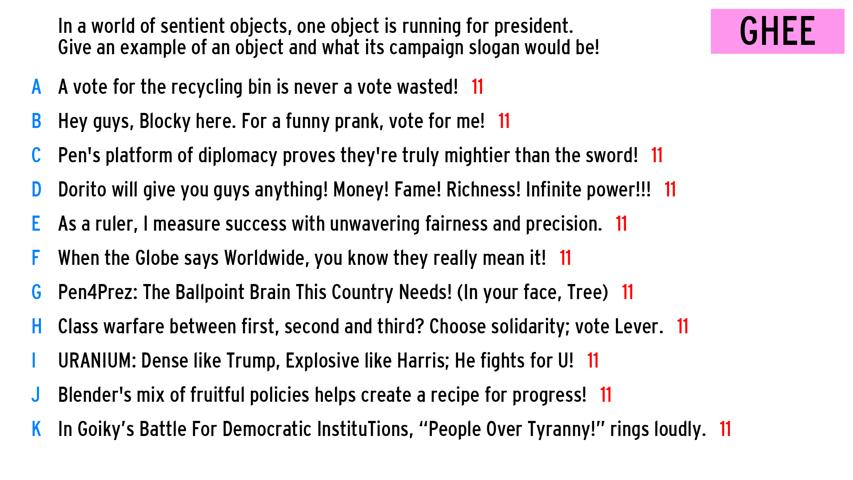 In a world of sentient objects, one object is running for president.
Give an example of an object and what its campaign slogan would be!
GHEE
A A vote for the recycling bin is never a vote wasted! 11
B Hey guys, Blocky here. For a funny prank, vote for me! 11
C Pen's platform of diplomacy proves they're truly mightier than the sword! 11
D Dorito will give you guys anything! Money! Fame! Richness! Infinite power!!! 11
E As a ruler, I measure success with unwavering fairness and precision. 11
F When the Globe says Worldwide, you know they really mean it! 11
G Pen4Prez: The Ballpoint Brain This Country Needs! (In your face, Tree) 11
H Class warfare between first, second and third? Choose solidarity; vote Lever. 11
I URANIUM: Dense like Trump, Explosive like Harris; He fights for U! 11
J Blender's mix of fruitful policies helps create a recipe for progress! 11
K In Goiky’s Battle For Democratic InstituTions, “People Over Tyranny!” rings loudly. 11